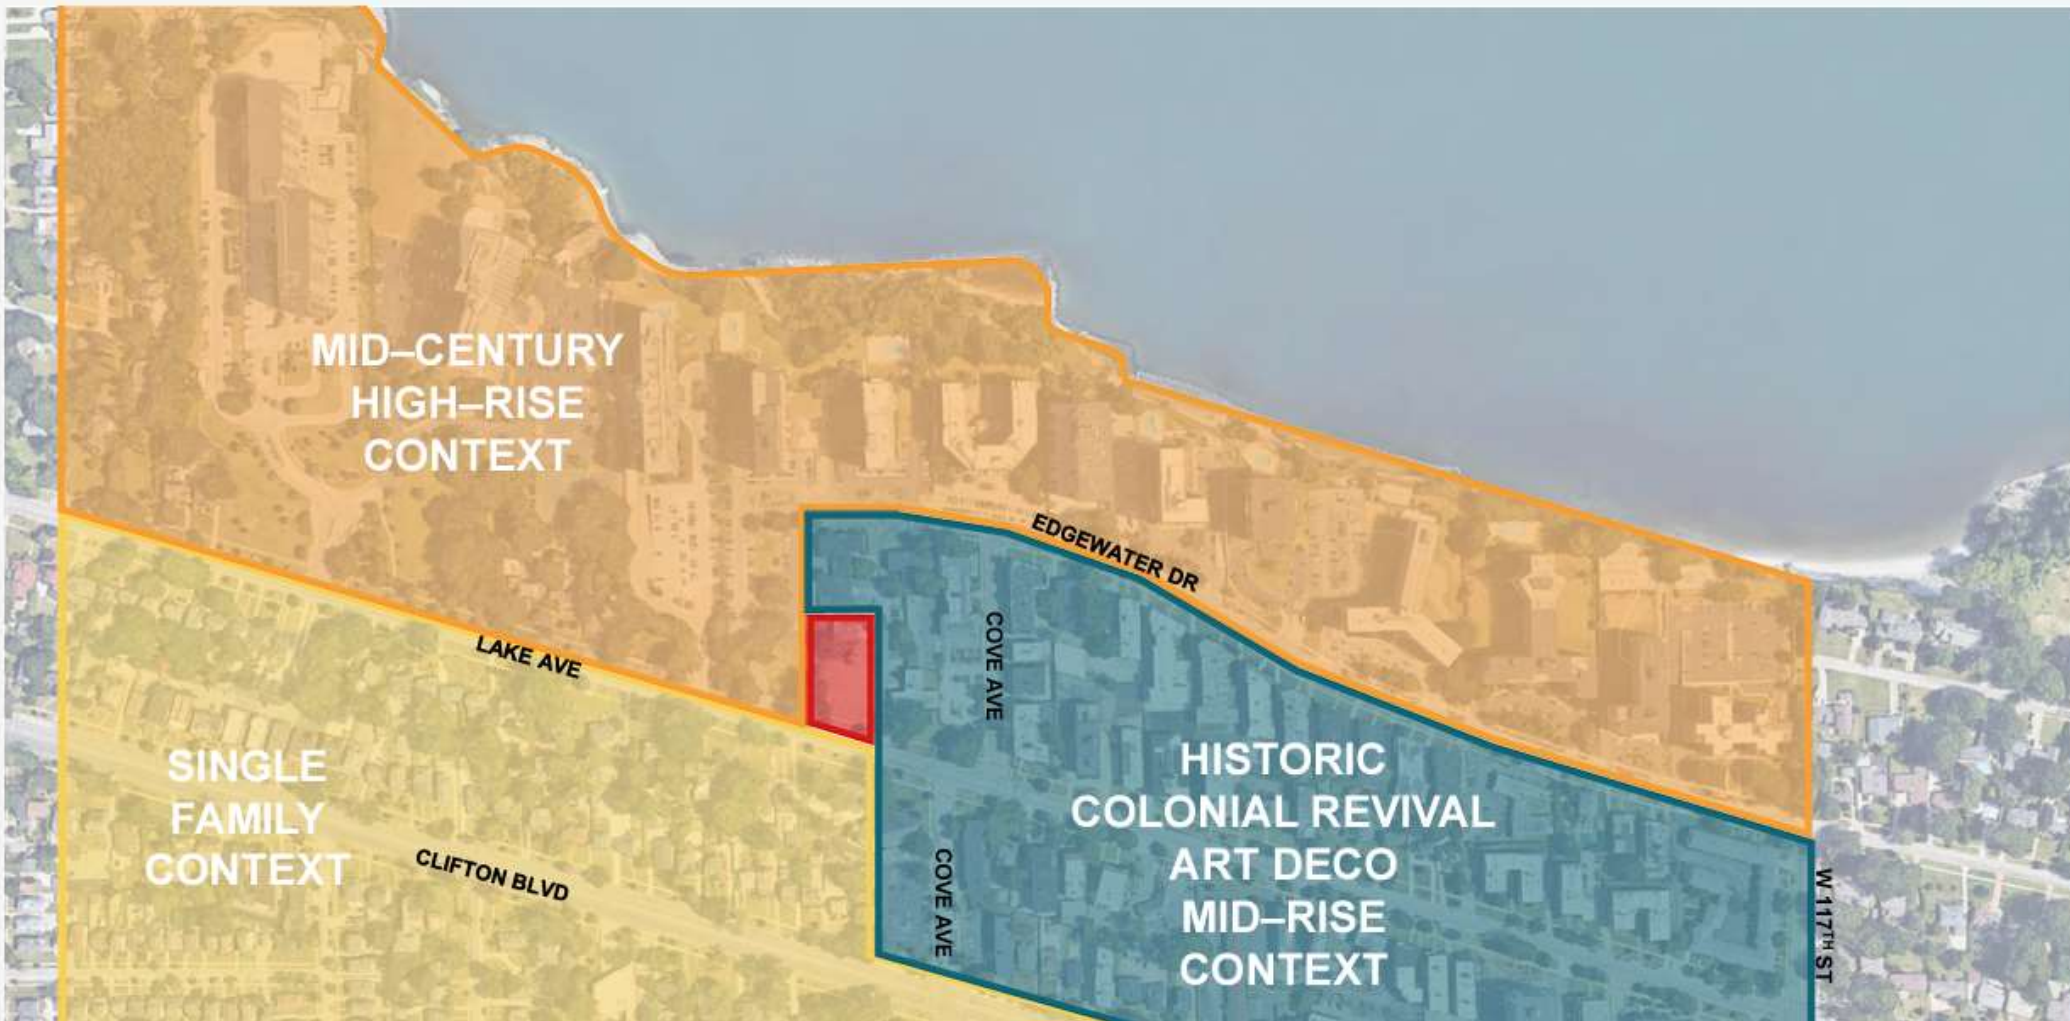 MID–CENTURY
HIGH–RISE
CONTEXT
EDGEWATER DR
LAKE AVE
COVE AVE
SINGLE
FAMILY
CONTEXT
CLIFTON BLVD
HISTORIC
COLONIAL REVIVAL
ART DECO
MID–RISE
CONTEXT
COVE AVE
W 117TH ST